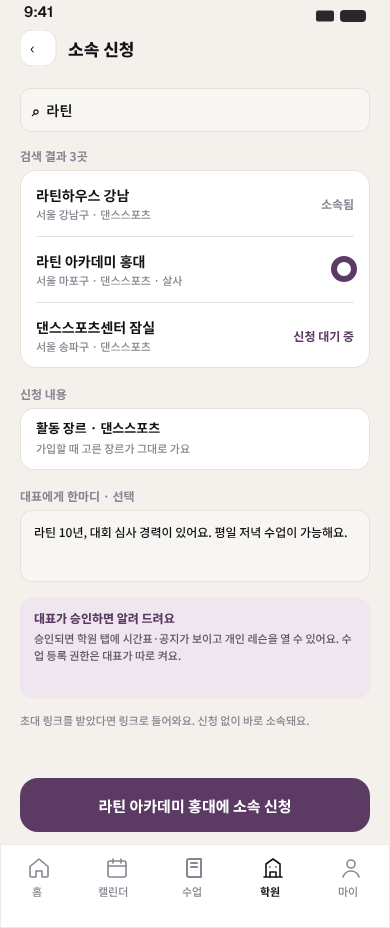 9:41
‹ 소속 신청
⌕ 라틴
검색 결과 3곳
라틴하우스 강남
서울 강남구 · 댄스스포츠
소속됨
라틴 아카데미 홍대
서울 마포구 · 댄스스포츠 · 살사
댄스스포츠센터 잠실
서울 송파구 · 댄스스포츠
신청 대기 중
신청 내용
활동 장르 · 댄스스포츠
가입할 때 고른 장르가 그대로 가요
대표에게 한마디 · 선택
라틴 10년, 대회 심사 경력이 있어요. 평일 저녁 수업이 가능해요.
대표가 승인하면 알려 드려요
승인되면 학원 탭에 시간표·공지가 보이고 개인 레슨을 열 수 있어요. 수
업 등록 권한은 대표가 따로 켜요.
초대 링크를 받았다면 링크로 들어와요. 신청 없이 바로 소속돼요.
라틴 아카데미 홍대에 소속 신청
홈 캘린더 수업 학원 마이